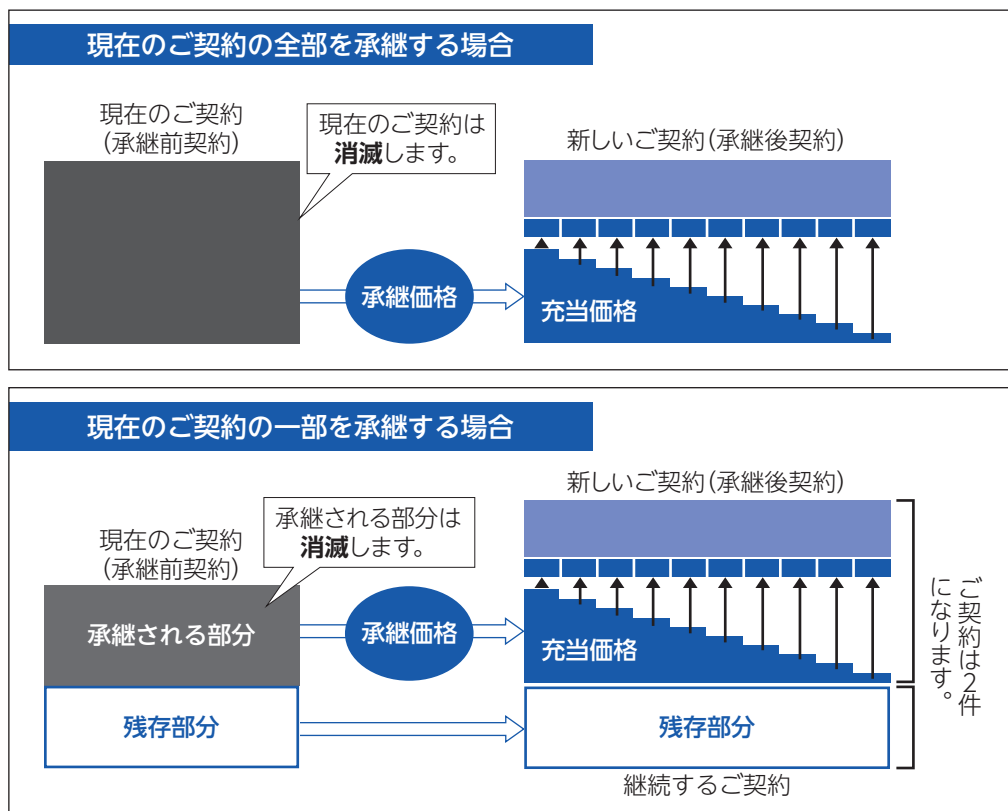 現在のご契約の全部を承継する場合
現在のご契約
(承継前契約)
現在のご契約は
消滅します。
新しいご契約(承継後契約)
承継価格
充当価格
現在のご契約の一部を承継する場合
現在のご契約
(承継前契約)
承継される部分は
消滅します。
新しいご契約(承継後契約)
承継される部分
承継価格
充当価格
残存部分
残存部分
継続するご契約
ご契約は2件
になります。